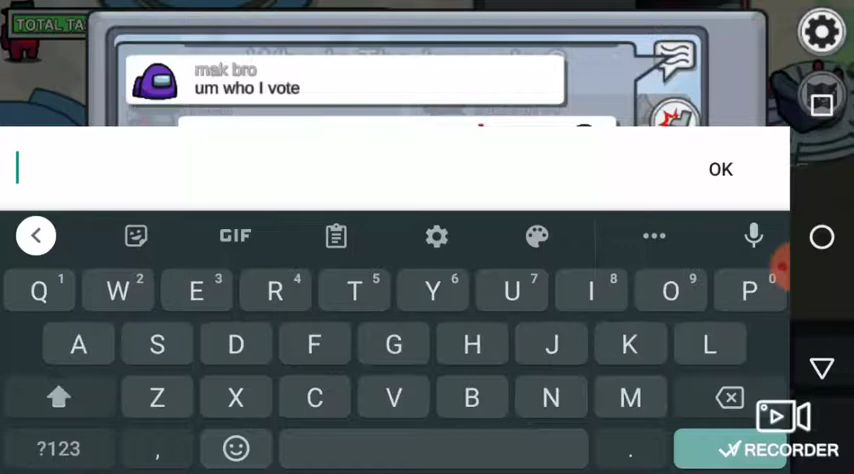 TOTAL TA
mak bro
um who I vote
OK
GIF
Q 1 W 2 E 3 R 4 T 5 Y 6 U 7 I 8 O 9 P 0
A S D F G H J K L
Z X C V B N M
?123 , .
RECORDER